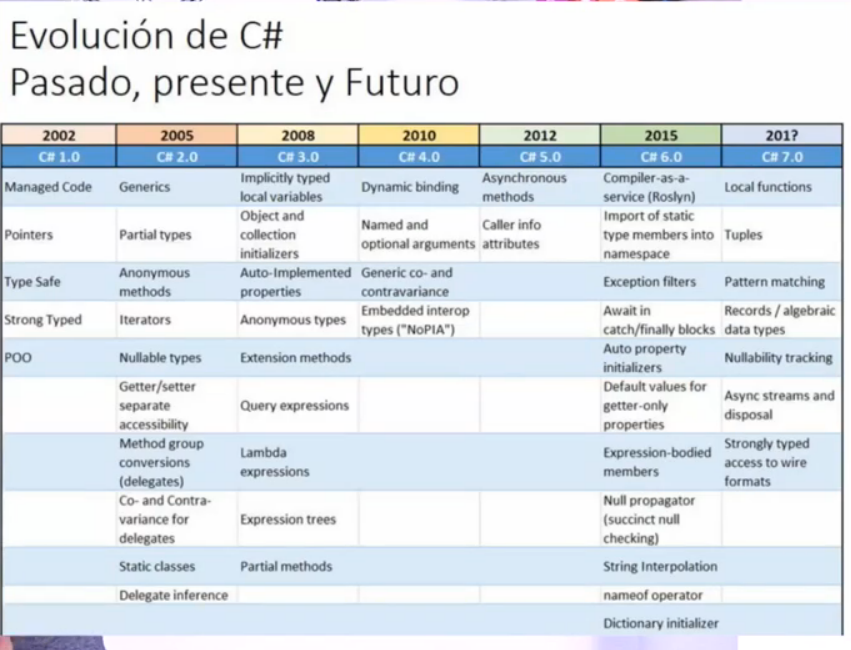 Evolución de C#
Pasado, presente y Futuro
2002 2005 2008 2010 2012 2015 201?
C# 1.0 C# 2.0 C# 3.0 C# 4.0 C# 5.0 C# 6.0 C# 7.0
Managed Code
Generics
Implicitly typed
local variables
Dynamic binding
Asynchronous
methods
Compiler-as-a-
service (Roslyn)
Local functions
Pointers
Partial types
Object and
collection
initializers
Named and
optional arguments
Caller info
attributes
Import of static
type members into
namespace
Tuples
Type Safe
Anonymous
methods
Auto-Implemented
properties
Generic co- and
contravariance
Exception filters
Pattern matching
Strong Typed
Iterators
Anonymous types
Embedded interop
types ("NoPIA")
Await in
catch/finally blocks
Records / algebraic
data types
POO
Nullable types
Extension methods
Auto property
initializers
Nullability tracking
Getter/setter
separate
accessibility
Query expressions
Default values for
getter-only
properties
Async streams and
disposal
Method group
conversions
(delegates)
Lambda
expressions
Expression-bodied
members
Strongly typed
access to wire
formats
Co- and Contra-
variance for
delegates
Expression trees
Null propagator
(succinct null
checking)
Static classes
Partial methods
String Interpolation
Delegate inference
nameof operator
Dictionary initializer